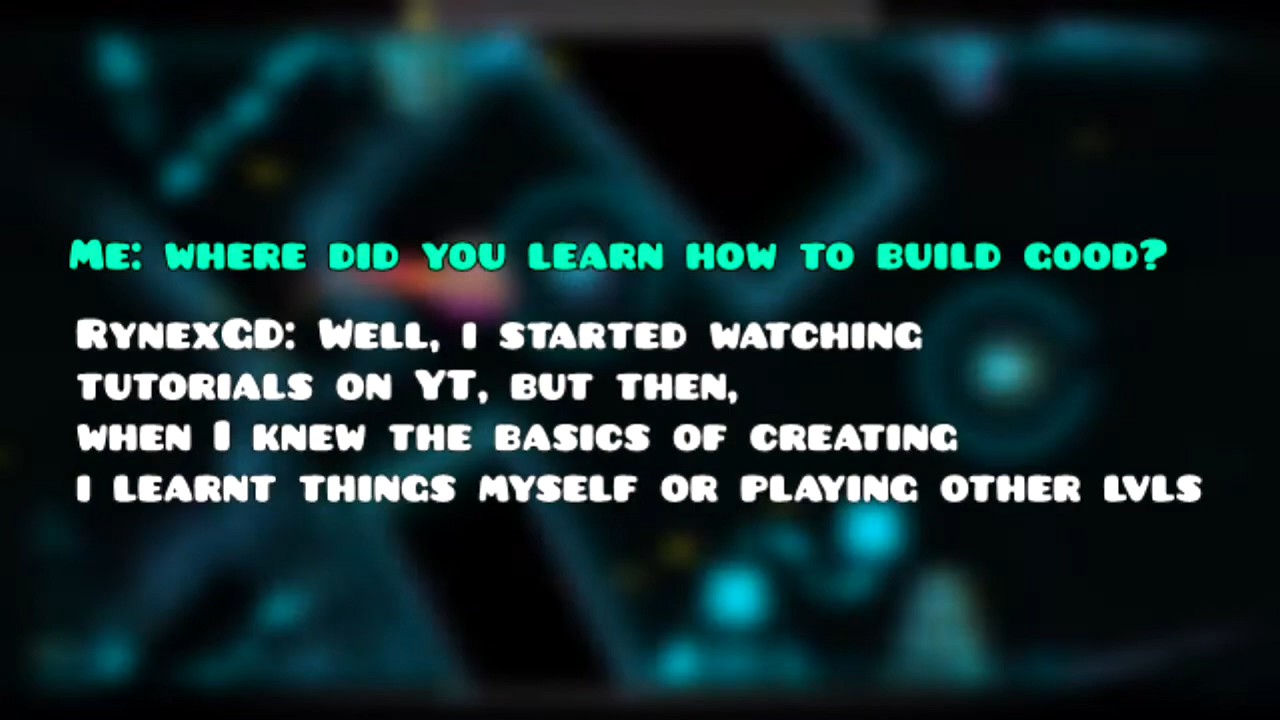 Me: where did you learn how to build good?
RynexGD: Well, i started watching
tutorials on YT, but then,
when I knew the basics of creating
i learnt things myself or playing other lvls